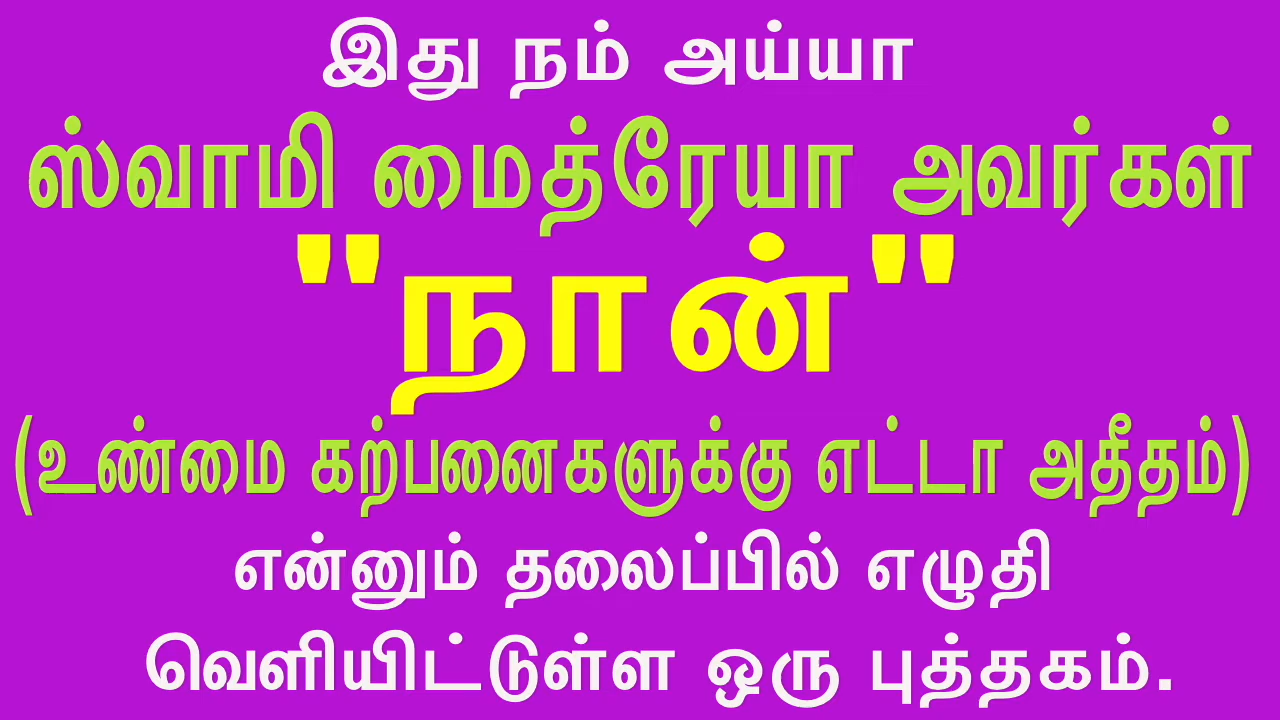 இது நம் அய்யா
ஸ்வாமி மைத்ரேயா அவர்கள்
"நான்"
(உண்மை கற்பனைகளுக்கு எட்டா அதீதம்)
என்னும் தலைப்பில் எழுதி
வெளியிட்டுள்ள ஒரு புத்தகம்.